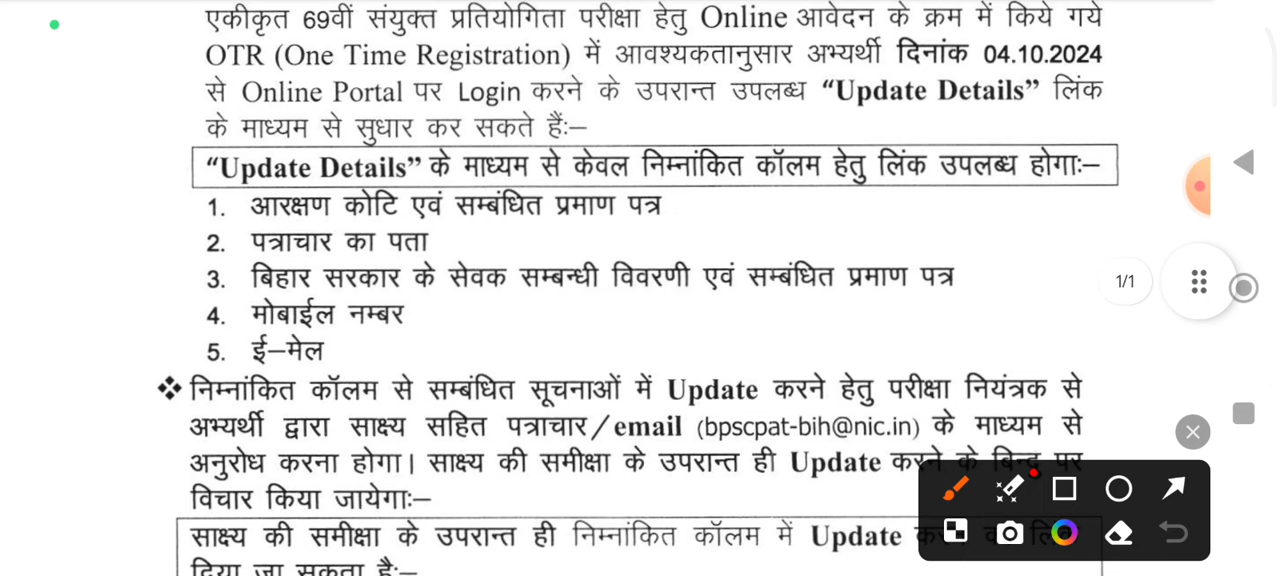 एकीकृत 69वीं संयुक्त प्रतियोगिता परीक्षा हेतु Online आवेदन के क्रम में किये गये
OTR (One Time Registration) में आवश्यकतानुसार अभ्यर्थी दिनांक 04.10.2024
से Online Portal पर Login करने के उपरान्त उपलब्ध “Update Details” लिंक
के माध्यम से सुधार कर सकते हैंः—
“Update Details” के माध्यम से केवल निम्नांकित कॉलम हेतु लिंक उपलब्ध होगाः—
1. आरक्षण कोटि एवं सम्बंधित प्रमाण पत्र
2. पत्राचार का पता
3. बिहार सरकार के सेवक सम्बन्धी विवरणी एवं सम्बंधित प्रमाण पत्र
1/1
4. मोबाईल नम्बर
5. ई—मेल
❖ निम्नांकित कॉलम से सम्बंधित सूचनाओं में Update करने हेतु परीक्षा नियंत्रक से
अभ्यर्थी द्वारा साक्ष्य सहित पत्राचार/email (bpscpat-bih@nic.in) के माध्यम से
अनुरोध करना होगा। साक्ष्य की समीक्षा के उपरान्त ही Update करने के बिन्दु पर
विचार किया जायेगाः—
साक्ष्य की समीक्षा के उपरान्त ही निम्नांकित कॉलम में Update
दिया जा सकता हैः—